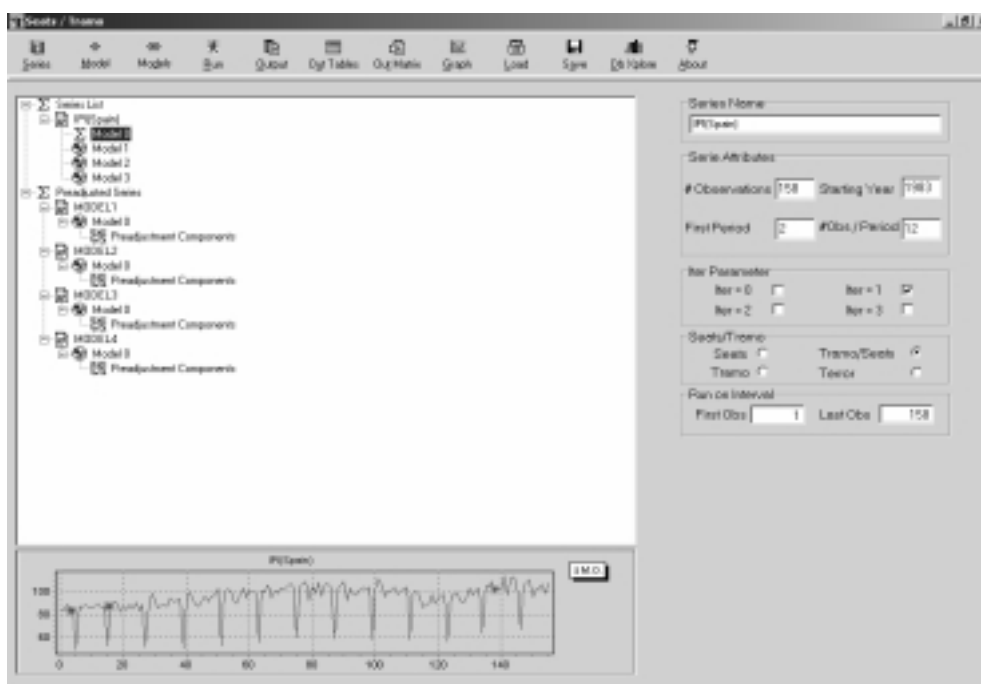 Seats / Tramo
Series Model Models Run Output Out Tables Out Matrix Graph Load Save Db Xplore About
Series List
IPI(Spain)
Model 0
Model 1
Model 2
Model 3
Preadjusted Series
MODEL1
Model 0
Preadjustment Components
MODEL2
Model 0
Preadjustment Components
MODEL3
Model 0
Preadjustment Components
MODEL4
Model 0
Preadjustment Components
Series Name
IPI(Spain)
Serie Attributes
# Observations 158 Starting Year 1983
First Period 2 #Obs./Period 12
Iter Parameter
Iter = 0 Iter = 1
Iter = 2 Iter = 3
Seats/Tramo
Seats Tramo/Seats
Tramo Terror
Run on Interval
First Obs 1 Last Obs 158
IPI(Spain)
100
80
60
0 20 40 60 80 100 120 140